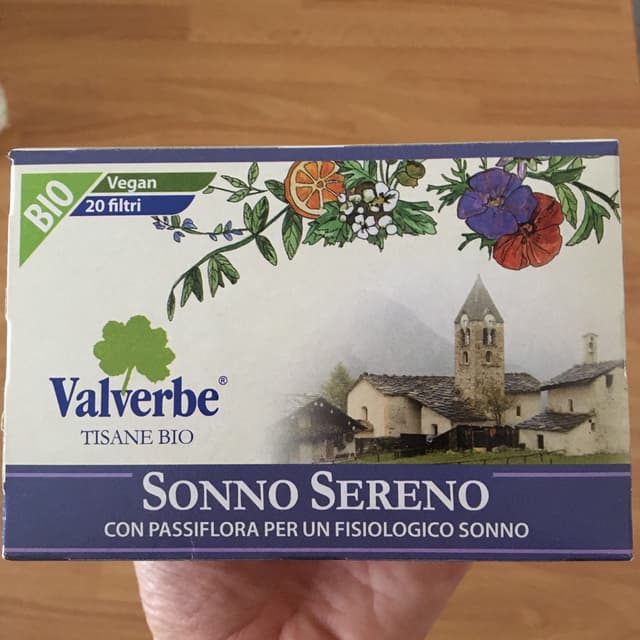 BIO
Vegan
20 filtri
Valverbe®
TISANE BIO
SONNO SERENO
CON PASSIFLORA PER UN FISIOLOGICO SONNO